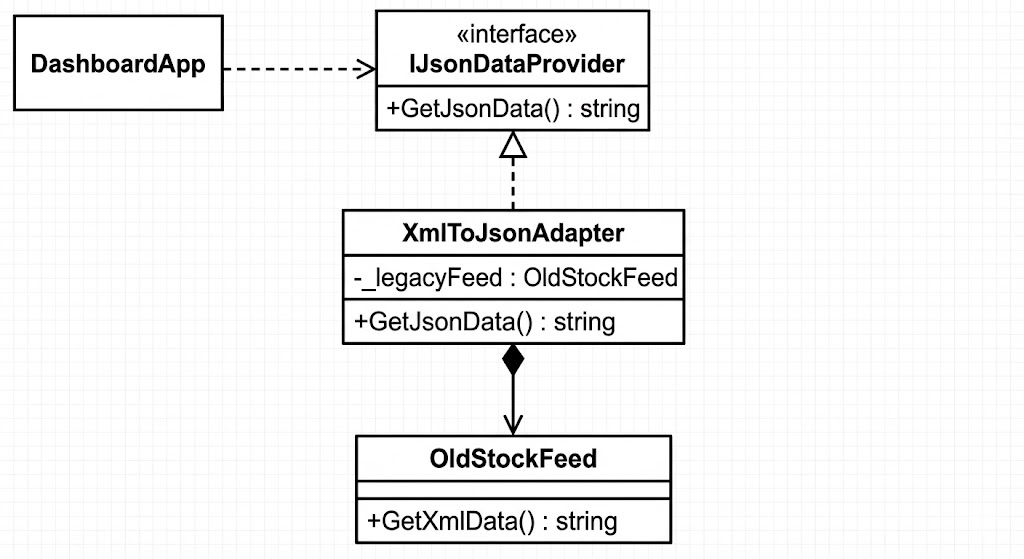 DashboardApp
«interface»
IJsonDataProvider
+GetJsonData() : string
XmlToJsonAdapter
-_legacyFeed : OldStockFeed
+GetJsonData() : string
OldStockFeed
+GetXmlData() : string